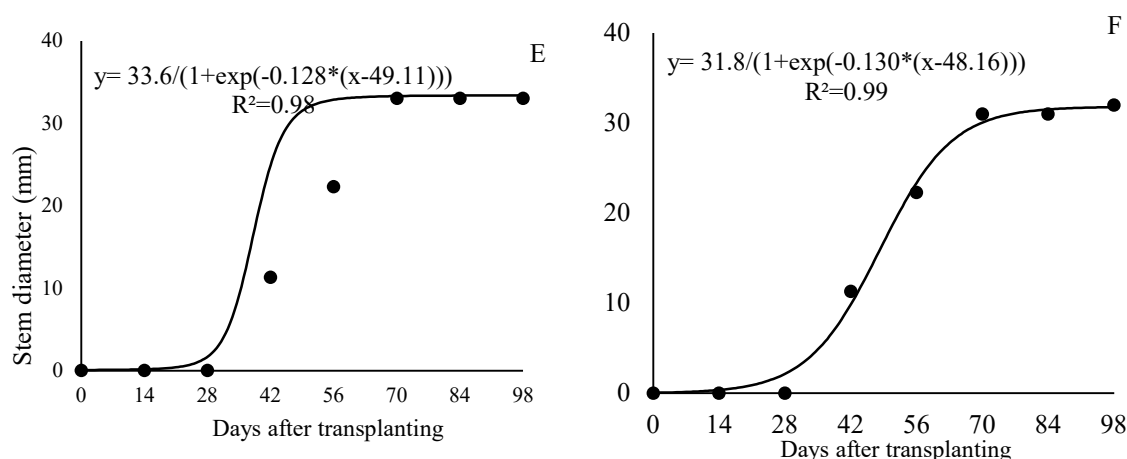 E
y= 33.6/(1+exp(-0.128*(x-49.11)))
R²=0.98
Stem diameter (mm)
40
30
20
10
0
0 14 28 42 56 70 84 98
Days after transplanting
F
y= 31.8/(1+exp(-0.130*(x-48.16)))
R²=0.99
40
30
20
10
0
0 14 28 42 56 70 84 98
Days after transplanting